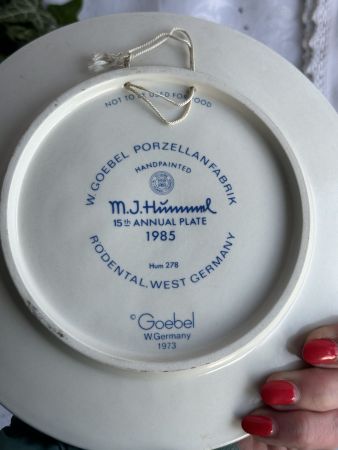 NOT TO BE USED FOR FOOD
W. GOEBEL PORZELLANFABRIK
HANDPAINTED
M.J.Hummel
15th ANNUAL PLATE
1985
Hum 278
RÖDENTAL, WEST GERMANY
© Goebel
W.Germany
1973